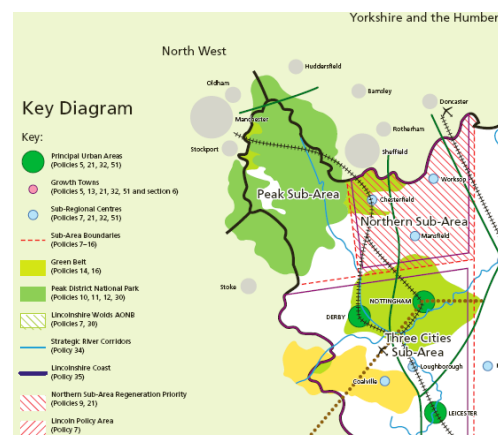 Yorkshire and the Humber
North West
Huddersfield
Oldham
Barnsley
Doncaster
Key Diagram
Manchester
Rotherham
Stockport
Sheffield
Key:
Principal Urban Areas
(Policies 5, 21, 32, 51)
Worksop
Growth Towns
(Policies 5, 13, 21, 32, 51 and section 6)
Peak Sub-Area
Chesterfield
Sub-Regional Centres
(Policies 7, 21, 32, 51)
Northern Sub-Area
Mansfield
Sub-Area Boundaries
(Policies 7–16)
Green Belt
(Policies 14, 16)
Peak District National Park
(Policies 10, 11, 12, 30)
Stoke
NOTTINGHAM
Lincolnshire Wolds AONB
(Policies 7, 30)
DERBY
Strategic River Corridors
(Policy 34)
Three Cities
Sub-Area
Loughborough
Lincolnshire Coast
(Policy 35)
Coalville
Northern Sub-Area Regeneration Priority
(Policies 9, 21)
LEICESTER
Lincoln Policy Area
(Policy 7)